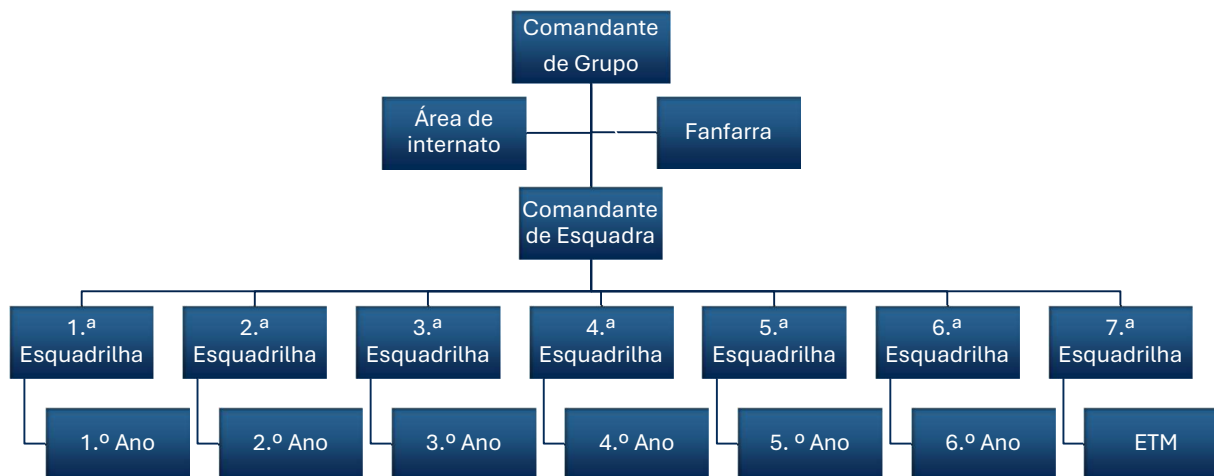 Comandante
de Grupo
Área de
internato
Fanfarra
Comandante
de Esquadra
1.ª
Esquadrilha
2.ª
Esquadrilha
3.ª
Esquadrilha
4.ª
Esquadrilha
5.ª
Esquadrilha
6.ª
Esquadrilha
7.ª
Esquadrilha
1.º Ano
2.º Ano
3.º Ano
4.º Ano
5. º Ano
6.º Ano
ETM